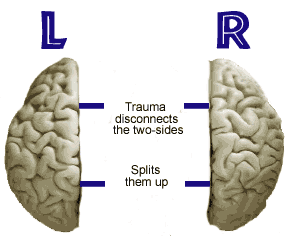 L R
Trauma
disconnects
the two-sides
Splits
them up